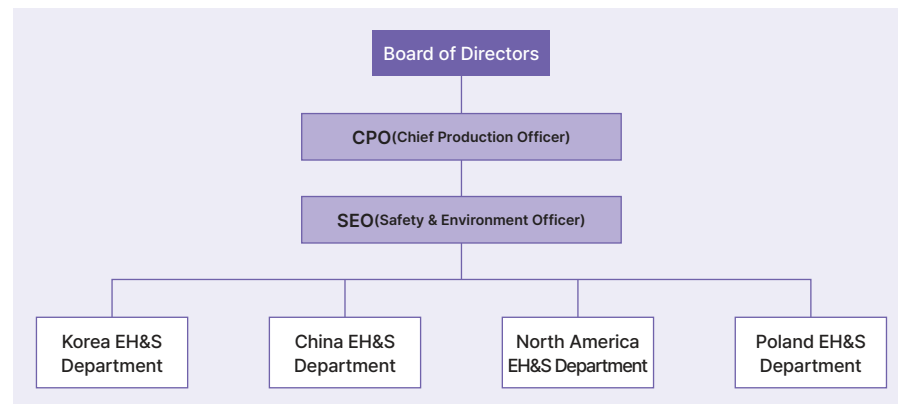 Board of Directors
CPO(Chief Production Officer)
SEO(Safety & Environment Officer)
Korea EH&S
Department
China EH&S
Department
North America
EH&S Department
Poland EH&S
Department